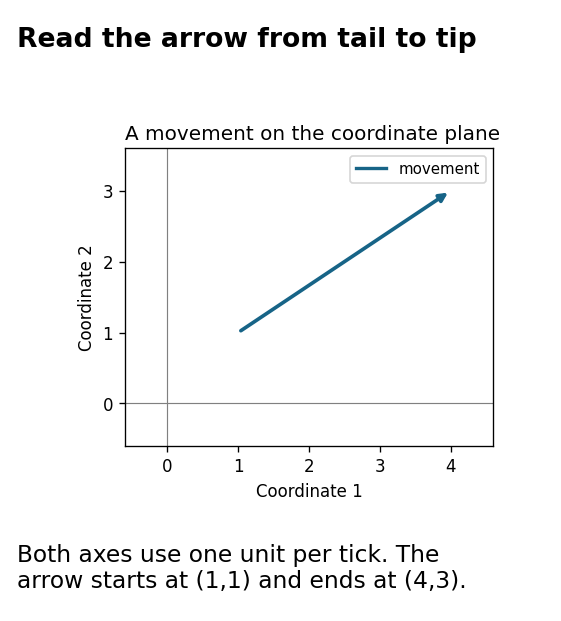 Read the arrow from tail to tip
A movement on the coordinate plane
movement
3
2
1
0
Coordinate 2
0 1 2 3 4
Coordinate 1
Both axes use one unit per tick. The
arrow starts at (1,1) and ends at (4,3).